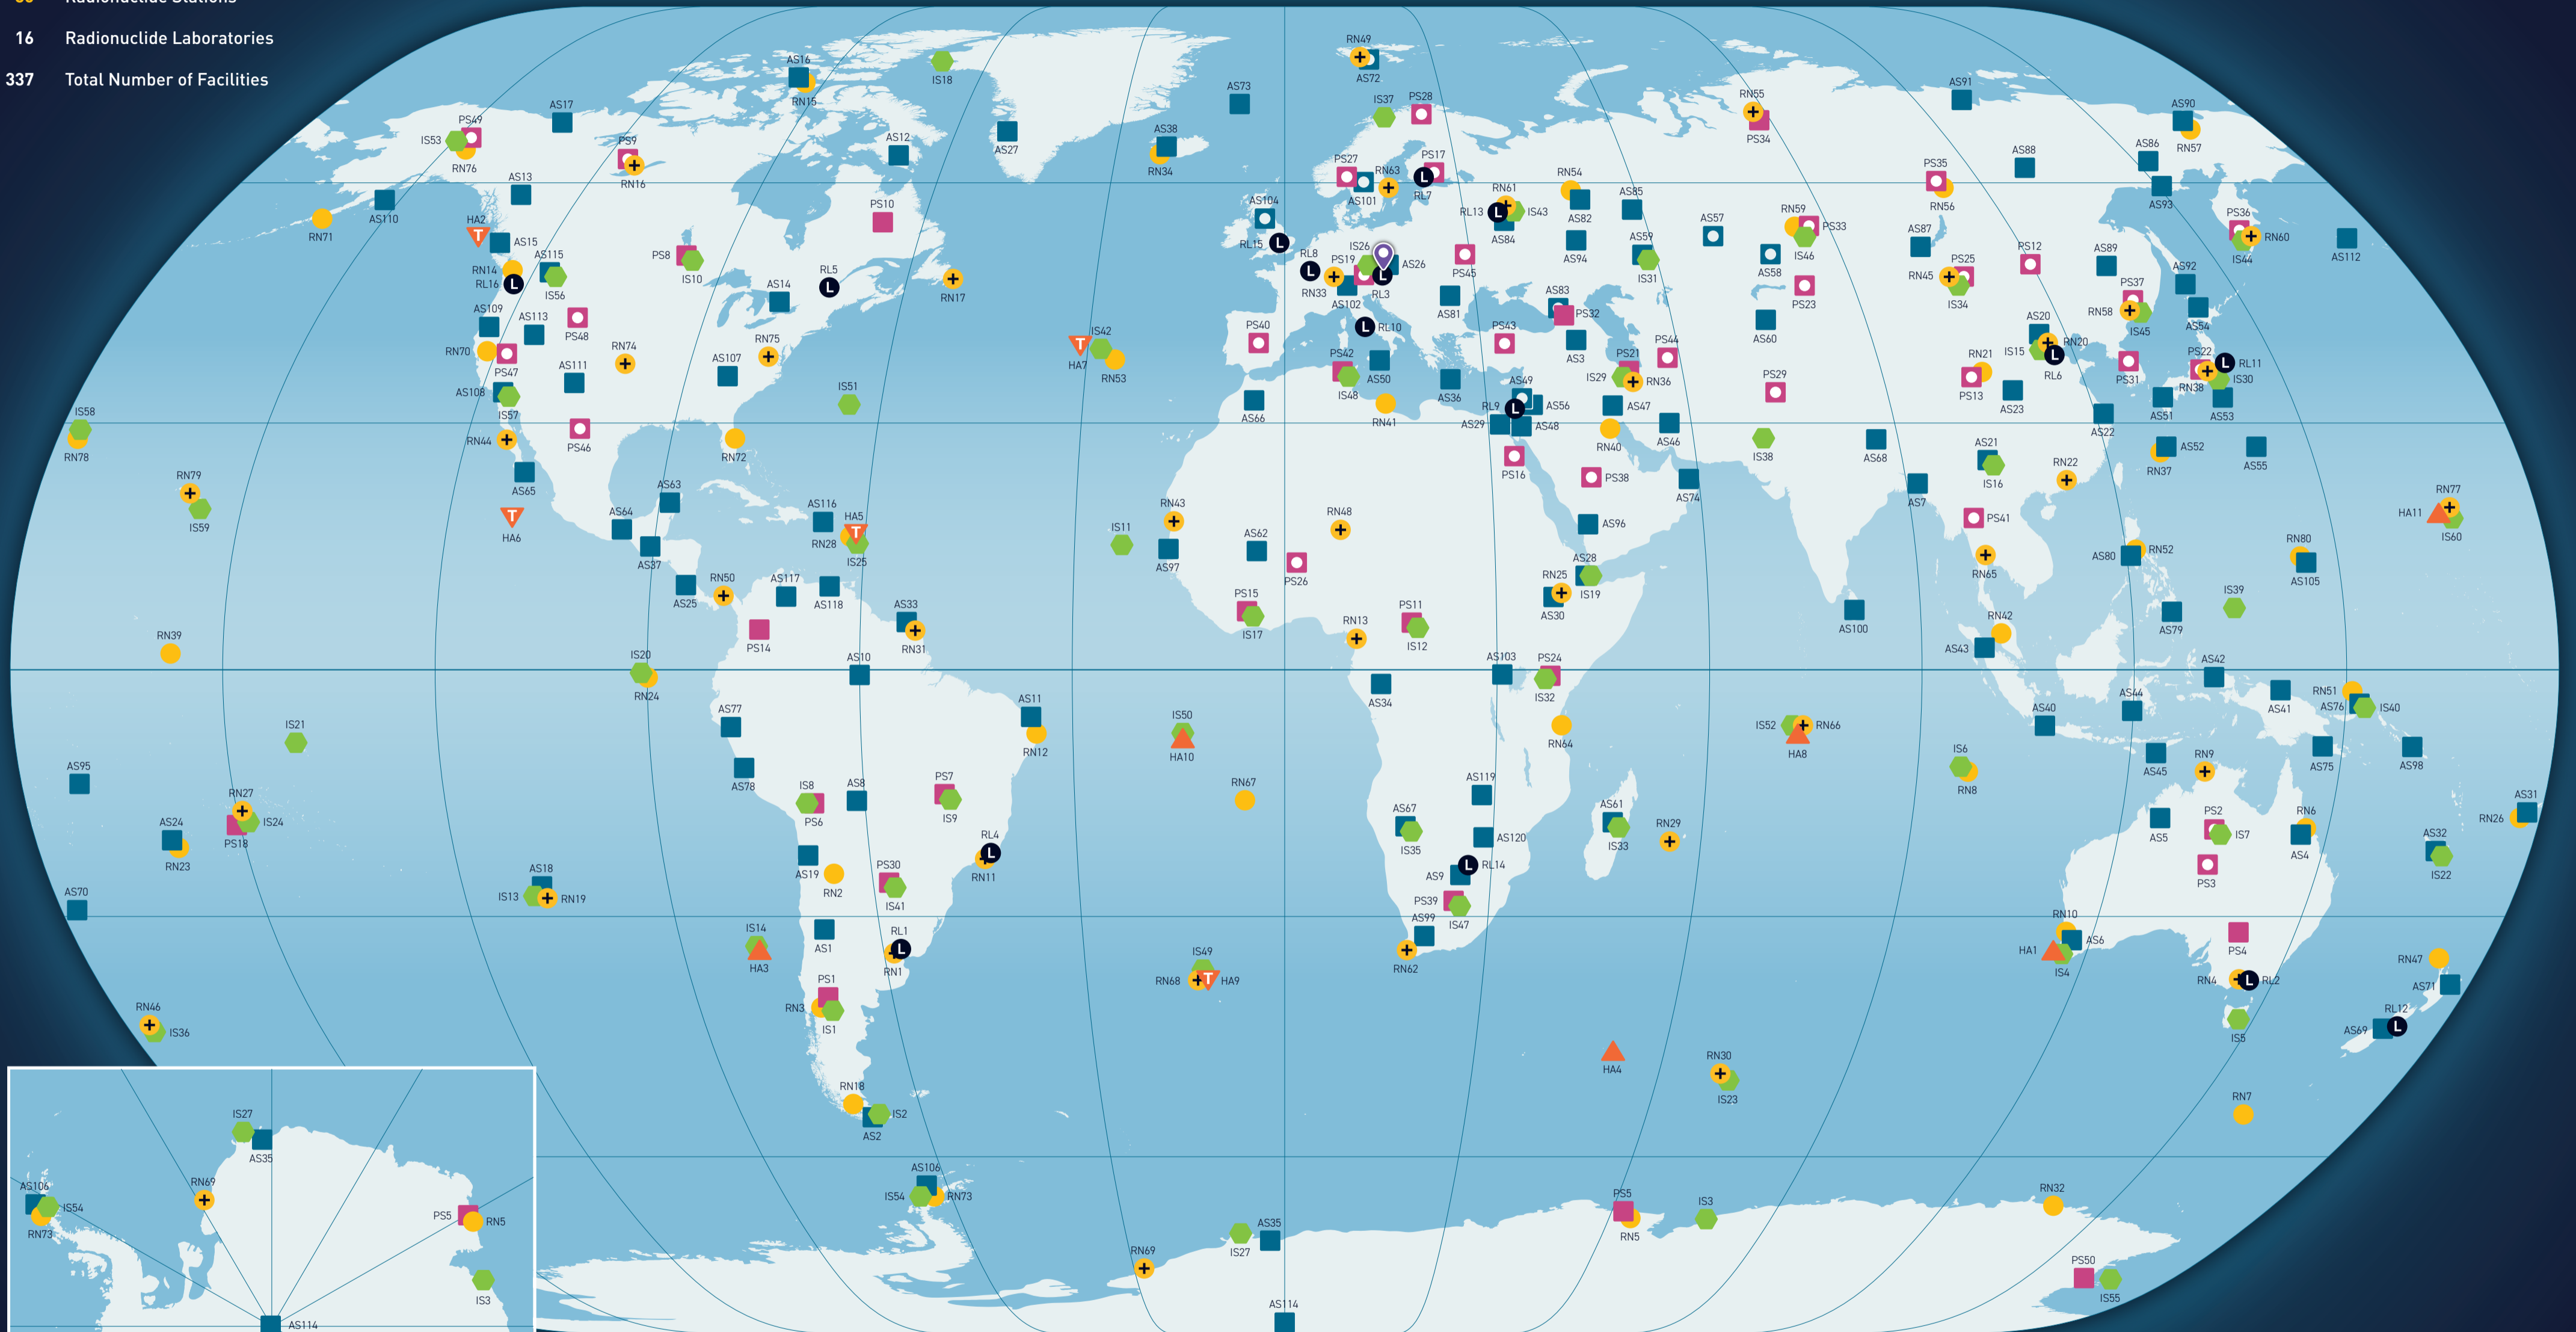 16 Radionuclide Laboratories
337 Total Number of Facilities
RN49
AS72
AS16
RN15
IS18
AS73
IS37
PS28
RN55
PS34
AS91
AS90
RN57
AS17
PS49
IS53
RN76
PS9
RN16
AS12
AS27
AS38
RN34
PS27
AS101
RN63
PS17
RL7
RN54
AS82
AS85
PS35
RN56
AS88
AS86
AS93
AS13
AS110
RN71
HA2
AS15
PS10
AS104
RL15
RN61
RL13
IS43
AS84
AS94
AS57
RN59
PS33
IS46
AS87
PS36
RN60
IS44
AS112
RN14
RL16
AS115
IS56
PS8
IS10
RL5
AS14
RN17
RL8
RN33
PS19
IS26
AS26
AS102
RL3
PS45
AS59
IS31
AS58
PS23
PS25
RN45
IS34
PS12
AS89
PS37
RN58
IS45
AS92
AS54
AS109
AS113
PS48
RN70
PS47
RN74
AS107
RN75
HA7
IS42
RN53
PS40
RL10
AS81
AS83
PS32
PS43
AS3
AS60
AS20
RN20
IS15
RL6
PS31
PS22
RL11
RN38
IS30
AS108
IS57
AS111
IS51
PS42
IS48
AS50
AS36
RN41
AS49
AS56
RL9
AS29
AS48
PS21
IS29
RN36
PS44
AS47
PS29
RN21
PS13
AS23
AS51
AS53
AS66
IS58
RN78
RN44
PS46
RN72
AS65
PS16
RN40
AS46
IS38
AS68
AS22
AS21
IS16
RN22
AS52
RN37
AS55
RN79
IS59
HA6
AS63
AS64
AS37
AS116
HA5
RN28
IS25
IS11
RN43
AS97
AS62
RN48
PS26
PS38
AS96
AS74
AS7
PS41
RN65
AS80
RN52
RN80
AS105
RN77
HA11
IS60
AS25
RN50
AS117
AS118
AS33
RN31
PS14
PS15
IS17
RN13
PS11
IS12
AS28
IS19
RN25
AS30
AS100
RN42
AS43
AS79
IS39
RN39
IS20
RN24
AS10
AS34
AS103
PS24
IS32
AS42
AS44
AS41
RN51
AS76
IS40
IS21
AS77
AS78
AS11
RN12
IS50
HA10
RN64
IS52
RN66
HA8
AS40
AS45
IS6
RN8
RN9
AS75
AS98
AS95
RN27
IS24
PS18
AS24
RN23
IS8
PS6
AS8
PS7
IS9
RN67
AS119
AS67
IS35
AS120
AS61
IS33
RN29
AS5
PS2
IS7
PS3
RN6
AS4
AS31
RN26
AS32
IS22
AS70
AS18
IS13
RN19
AS19
RN2
PS30
IS41
RL4
RN11
RL14
AS9
PS39
IS47
AS99
RN62
RN10
AS6
HA1
IS4
PS4
RN4
RL2
IS5
RN47
AS71
RL12
AS69
IS14
HA3
AS1
RL1
RN1
PS1
RN3
IS1
IS49
RN68
HA9
RN46
IS36
HA4
RN30
IS23
RN7
RN18
IS2
AS2
AS106
IS54
RN73
IS27
AS35
RN69
PS5
RN5
IS3
RN32
PS50
IS55
AS114
IS27
AS35
RN69
AS106
IS54
RN73
PS5
RN5
IS3
AS114